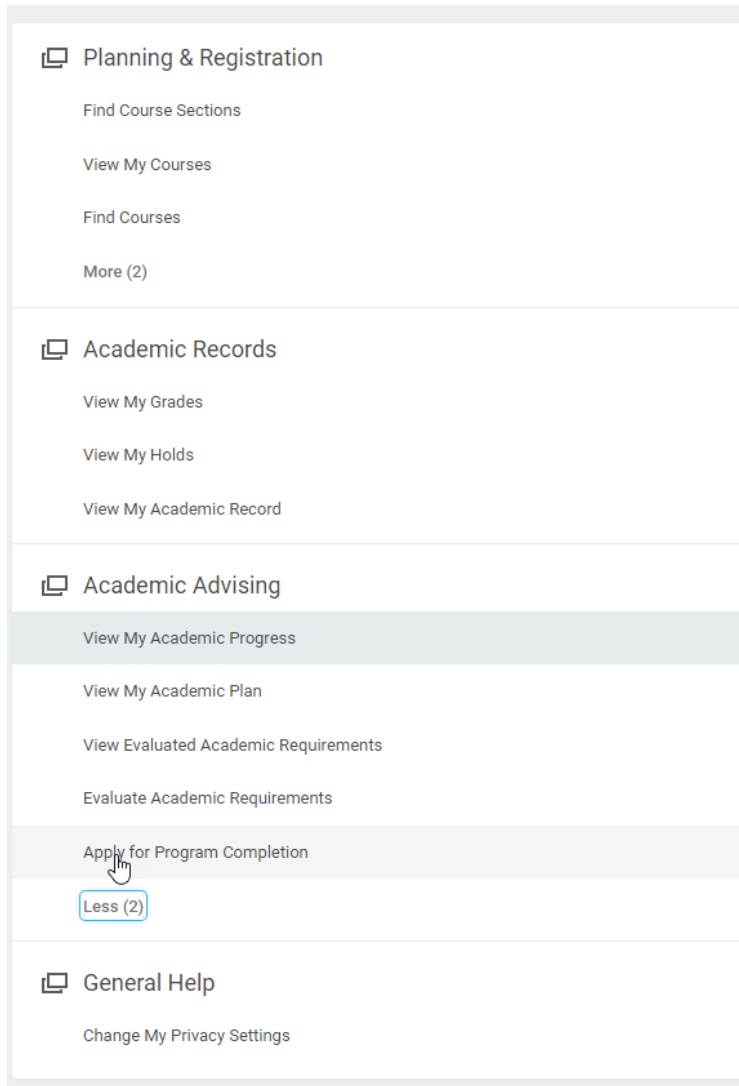 Planning & Registration
Find Course Sections
View My Courses
Find Courses
More (2)
Academic Records
View My Grades
View My Holds
View My Academic Record
Academic Advising
View My Academic Progress
View My Academic Plan
View Evaluated Academic Requirements
Evaluate Academic Requirements
Apply for Program Completion
Less (2)
General Help
Change My Privacy Settings